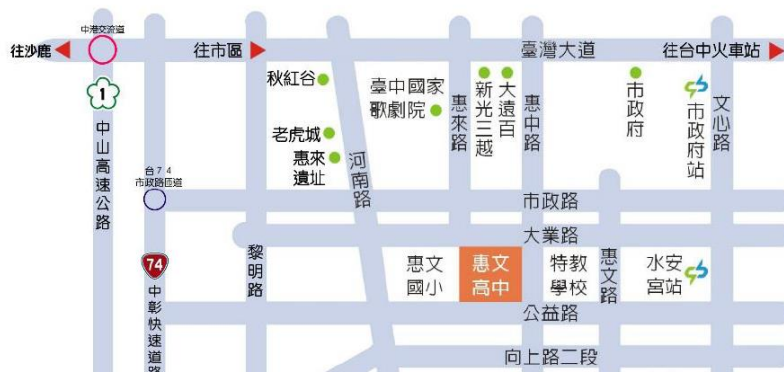 中港交流道
往沙鹿
往市區
臺灣大道
往台中火車站
1
中山高速公路
秋紅谷
臺中國家
歌劇院
惠來路
新光三越
大遠百
惠中路
市政府
市政府站
文心路
老虎城
惠來
遺址
河南路
台74
市政路匝道
市政路
大業路
74
中彰快速道路
黎明路
惠文
國小
惠文
高中
特教
學校
惠文路
水安
宮站
公益路
向上路二段